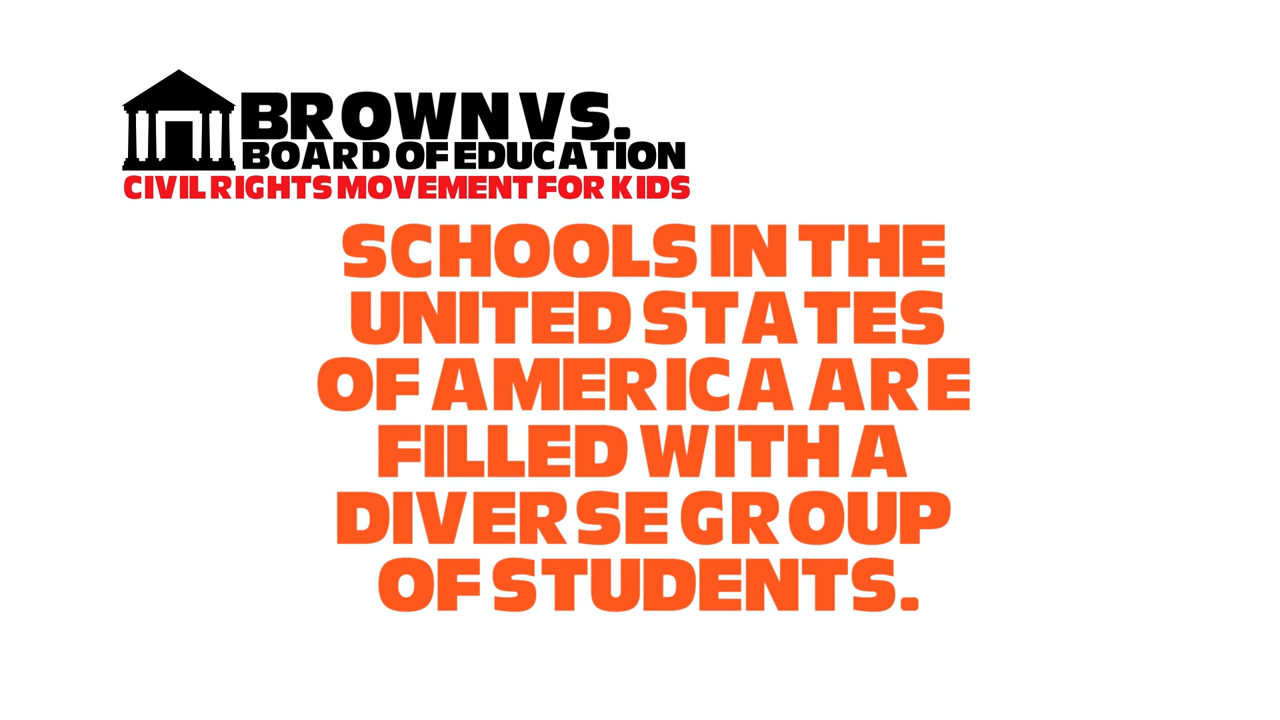 BROWN VS.
BOARD OF EDUCATION
CIVIL RIGHTS MOVEMENT FOR KIDS
SCHOOLS IN THE
UNITED STATES
OF AMERICA ARE
FILLED WITH A
DIVERSE GROUP
OF STUDENTS.